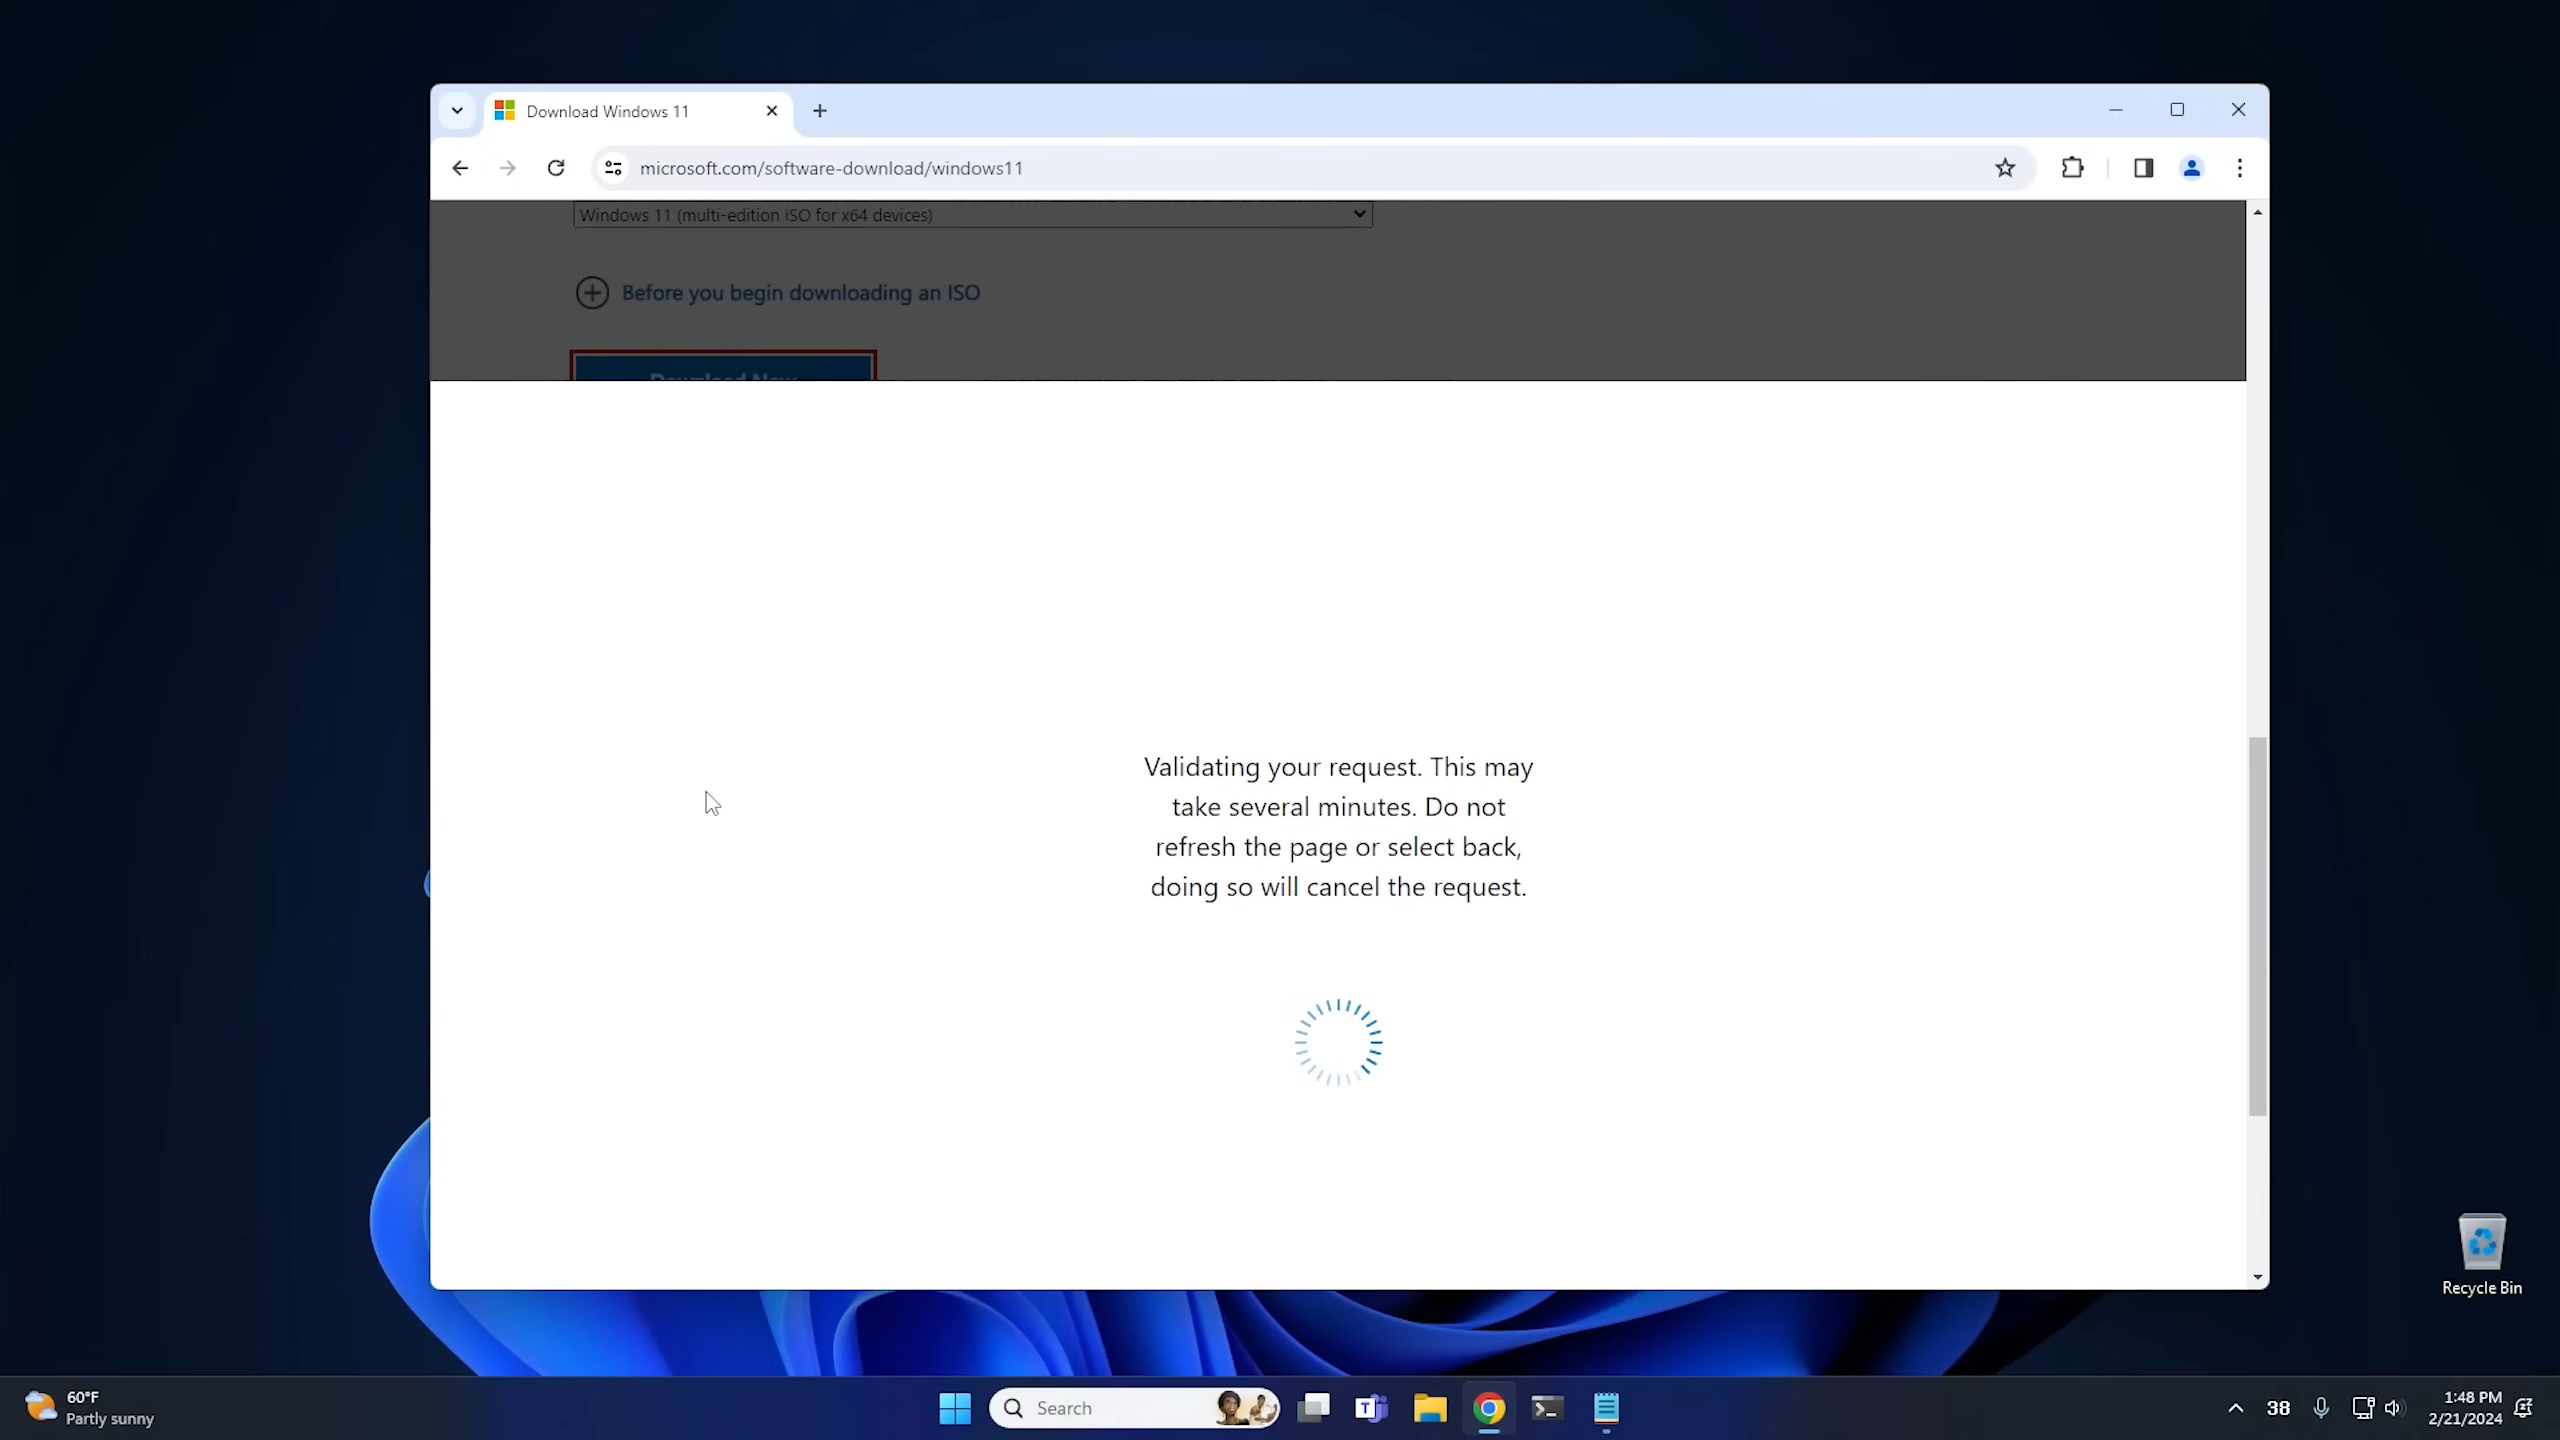 Download Windows 11
microsoft.com/software-download/windows11
Windows 11 (multi-edition ISO for x64 devices)
Before you begin downloading an ISO
Download Now
Validating your request. This may
take several minutes. Do not
refresh the page or select back,
doing so will cancel the request.
Recycle Bin
60°F
Partly sunny
Search
T
38
1:48 PM
2/21/2024